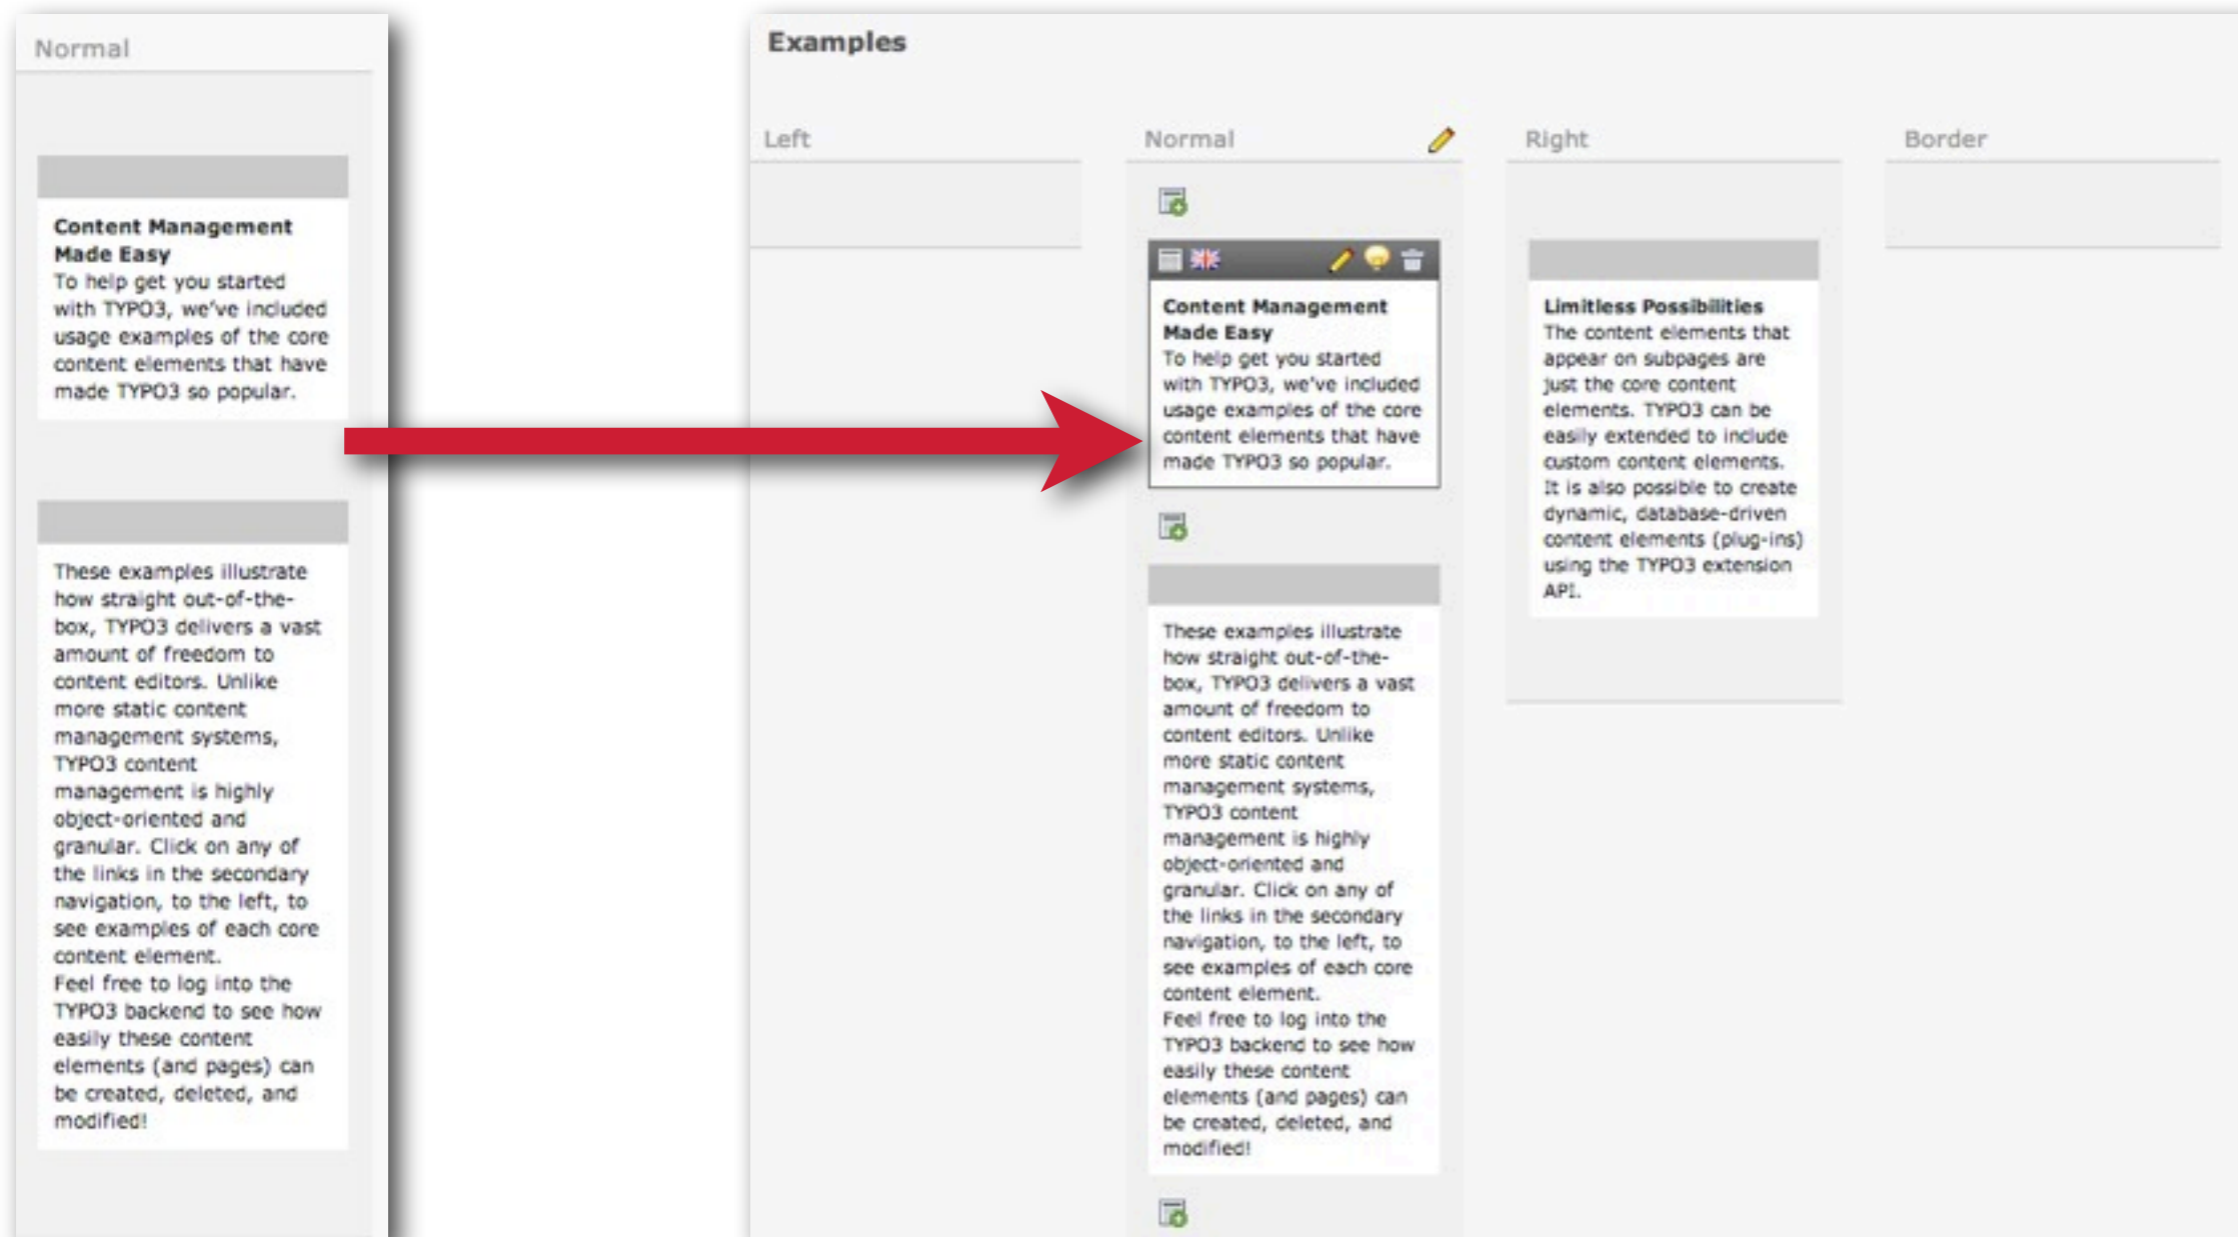 Normal
Content Management
Made Easy
To help get you started
with TYPO3, we've included
usage examples of the core
content elements that have
made TYPO3 so popular.
These examples illustrate
how straight out-of-the-
box, TYPO3 delivers a vast
amount of freedom to
content editors. Unlike
more static content
management systems,
TYPO3 content
management is highly
object-oriented and
granular. Click on any of
the links in the secondary
navigation, to the left, to
see examples of each core
content element.
Feel free to log into the
TYPO3 backend to see how
easily these content
elements (and pages) can
be created, deleted, and
modified!
Examples
Left
Normal
Content Management
Made Easy
To help get you started
with TYPO3, we've included
usage examples of the core
content elements that have
made TYPO3 so popular.
These examples illustrate
how straight out-of-the-
box, TYPO3 delivers a vast
amount of freedom to
content editors. Unlike
more static content
management systems,
TYPO3 content
management is highly
object-oriented and
granular. Click on any of
the links in the secondary
navigation, to the left, to
see examples of each core
content element.
Feel free to log into the
TYPO3 backend to see how
easily these content
elements (and pages) can
be created, deleted, and
modified!
Right
Limitless Possibilities
The content elements that
appear on subpages are
just the core content
elements. TYPO3 can be
easily extended to include
custom content elements.
It is also possible to create
dynamic, database-driven
content elements (plug-ins)
using the TYPO3 extension
API.
Border